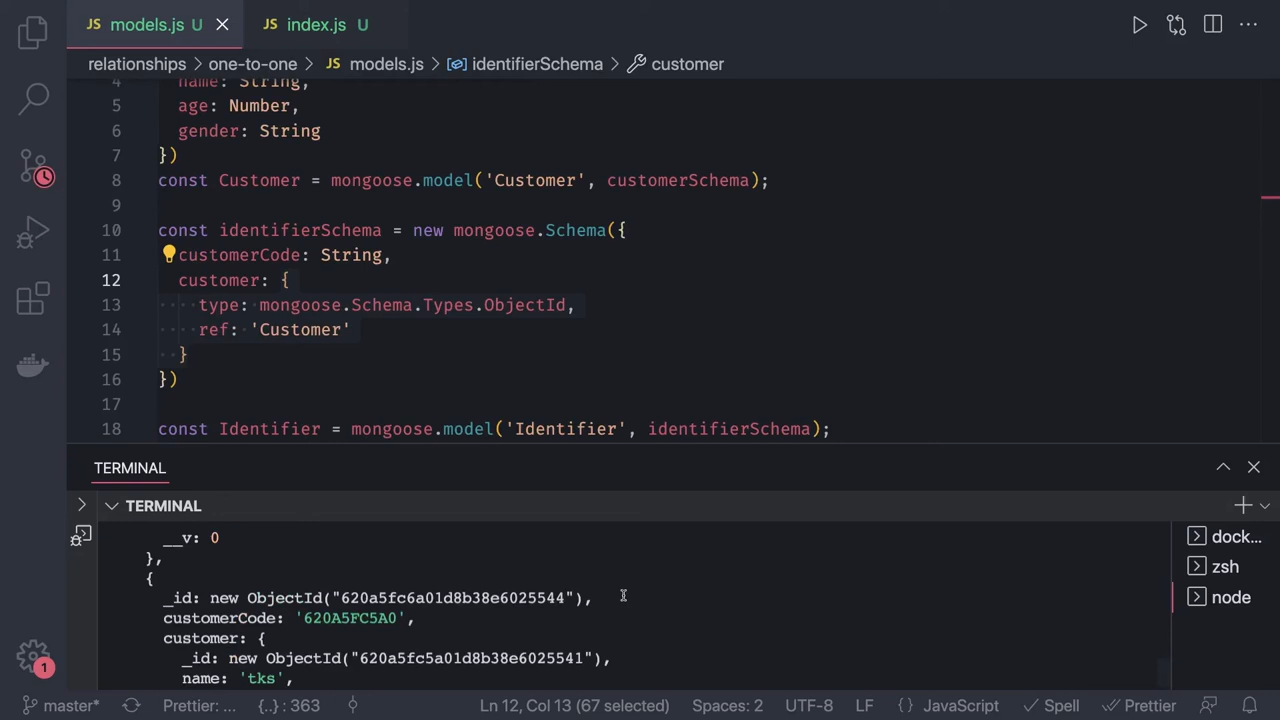 JS models.js U
JS index.js U
relationships > one-to-one > JS models.js > identifierSchema > customer
4 name: String,
5 age: Number,
6 gender: String
7 })
8 const Customer = mongoose.model('Customer', customerSchema);
9
10 const identifierSchema = new mongoose.Schema({
11 customerCode: String,
12 customer: {
13 type: mongoose.Schema.Types.ObjectId,
14 ref: 'Customer'
15 }
16 })
17
18 const Identifier = mongoose.model('Identifier', identifierSchema);
TERMINAL
TERMINAL
__v: 0
},
{
_id: new ObjectId("620a5fc6a01d8b38e6025544"),
customerCode: '620A5FC5A0',
customer: {
_id: new ObjectId("620a5fc5a01d8b38e6025541"),
name: 'tks',
dock...
zsh
node
1
master* Prettier: ... {..} : 363 Ln 12, Col 13 (67 selected) Spaces: 2 UTF-8 LF {} JavaScript Spell Prettier